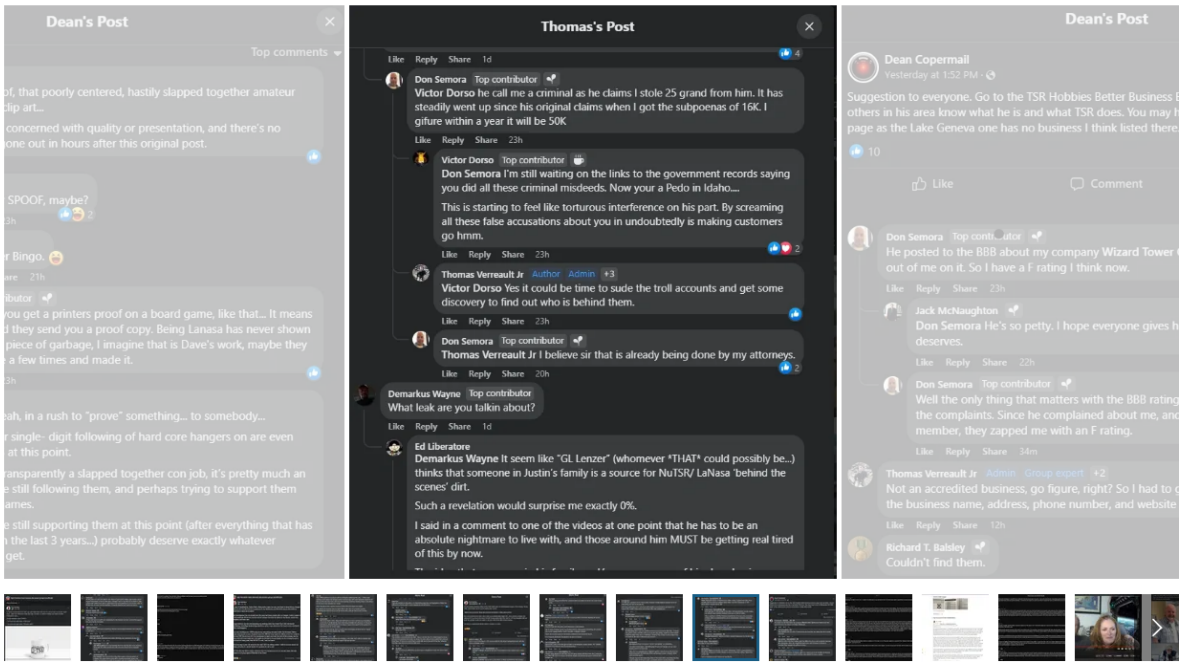 Dean's Post
Top comments
of, that poorly centered, hastily slapped together amateur
clip art...
concerned with quality or presentation, and there's no
one out in hours after this original post.
SPOOF, maybe?
2
3h
r Bingo.
are 21h
ributor
you get a printers proof on a board game, like that... It means
d they send you a proof copy. Being Lanasa has never shown
piece of garbage, I imagine that is Dave's work, maybe they
e a few times and made it.
3h
eah, in a rush to "prove" something... to somebody...
r single- digit following of hard core hangers on are even
at this point.
ransparently a slapped together con job, it's pretty much an
e still following them, and perhaps trying to support them
ames.
e still supporting them at this point (after everything that has
n the last 3 years...) probably deserve exactly whatever
get.
Thomas's Post
Like Reply Share 1d
4
Don Semora Top contributor
Victor Dorso he call me a criminal as he claims I stole 25 grand from him. It has
steadily went up since his original claims when I got the subpoenas of 16K. I
gifure within a year it will be 50K
Like Reply Share 23h
Victor Dorso Top contributor
Don Semora I'm still waiting on the links to the government records saying
you did all these criminal misdeeds. Now your a Pedo in Idaho....
This is starting to feel like torturous interference on his part. By screaming
all these false accusations about you in undoubtedly is making customers
go hmm.
Like Reply Share 23h
2
Thomas Verreault Jr Author Admin +3
Victor Dorso Yes it could be time to sude the troll accounts and get some
discovery to find out who is behind them.
Like Reply Share 23h
Don Semora Top contributor
Thomas Verreault Jr I believe sir that is already being done by my attorneys.
Like Reply Share 20h
2
Demarkus Wayne Top contributor
What leak are you talkin about?
Like Reply Share 1d
Ed Liberatore
Demarkus Wayne It seem like "GL Lenzer" (whomever *THAT* could possibly be...)
thinks that someone in Justin's family is a source for NuTSR/ LaNasa 'behind the
scenes' dirt.
Such a revelation would surprise me exactly 0%.
I said in a comment to one of the videos at one point that he has to be an
absolute nightmare to live with, and those around him MUST be getting real tired
of this by now.
Dean's Post
Dean Copermail
Yesterday at 1:52 PM
Suggestion to everyone. Go to the TSR Hobbies Better Business B
others in his area know what he is and what TSR does. You may h
page as the Lake Geneva one has no business I think listed there.
10
Like Comment
Don Semora Top contributor
He posted to the BBB about my company Wizard Tower
out of me on it. So I have a F rating I think now.
Like Reply Share 23h
Jack McNaughton
Don Semora He's so petty. I hope everyone gives h
deserves.
Like Reply Share 22h
Don Semora Top contributor
Well the only thing that matters with the BBB rating
the complaints. Since he complained about me, and
member, they zapped me with an F rating.
Like Reply Share 34m
Thomas Verreault Jr Admin Group expert +2
Not an accredited business, go figure, right? So I had to g
the business name, address, phone number, and website
Like Reply Share 12h
Richard T. Balsley
Couldn't find them.